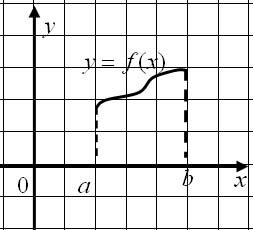 y
y = f(x)
0 a b x